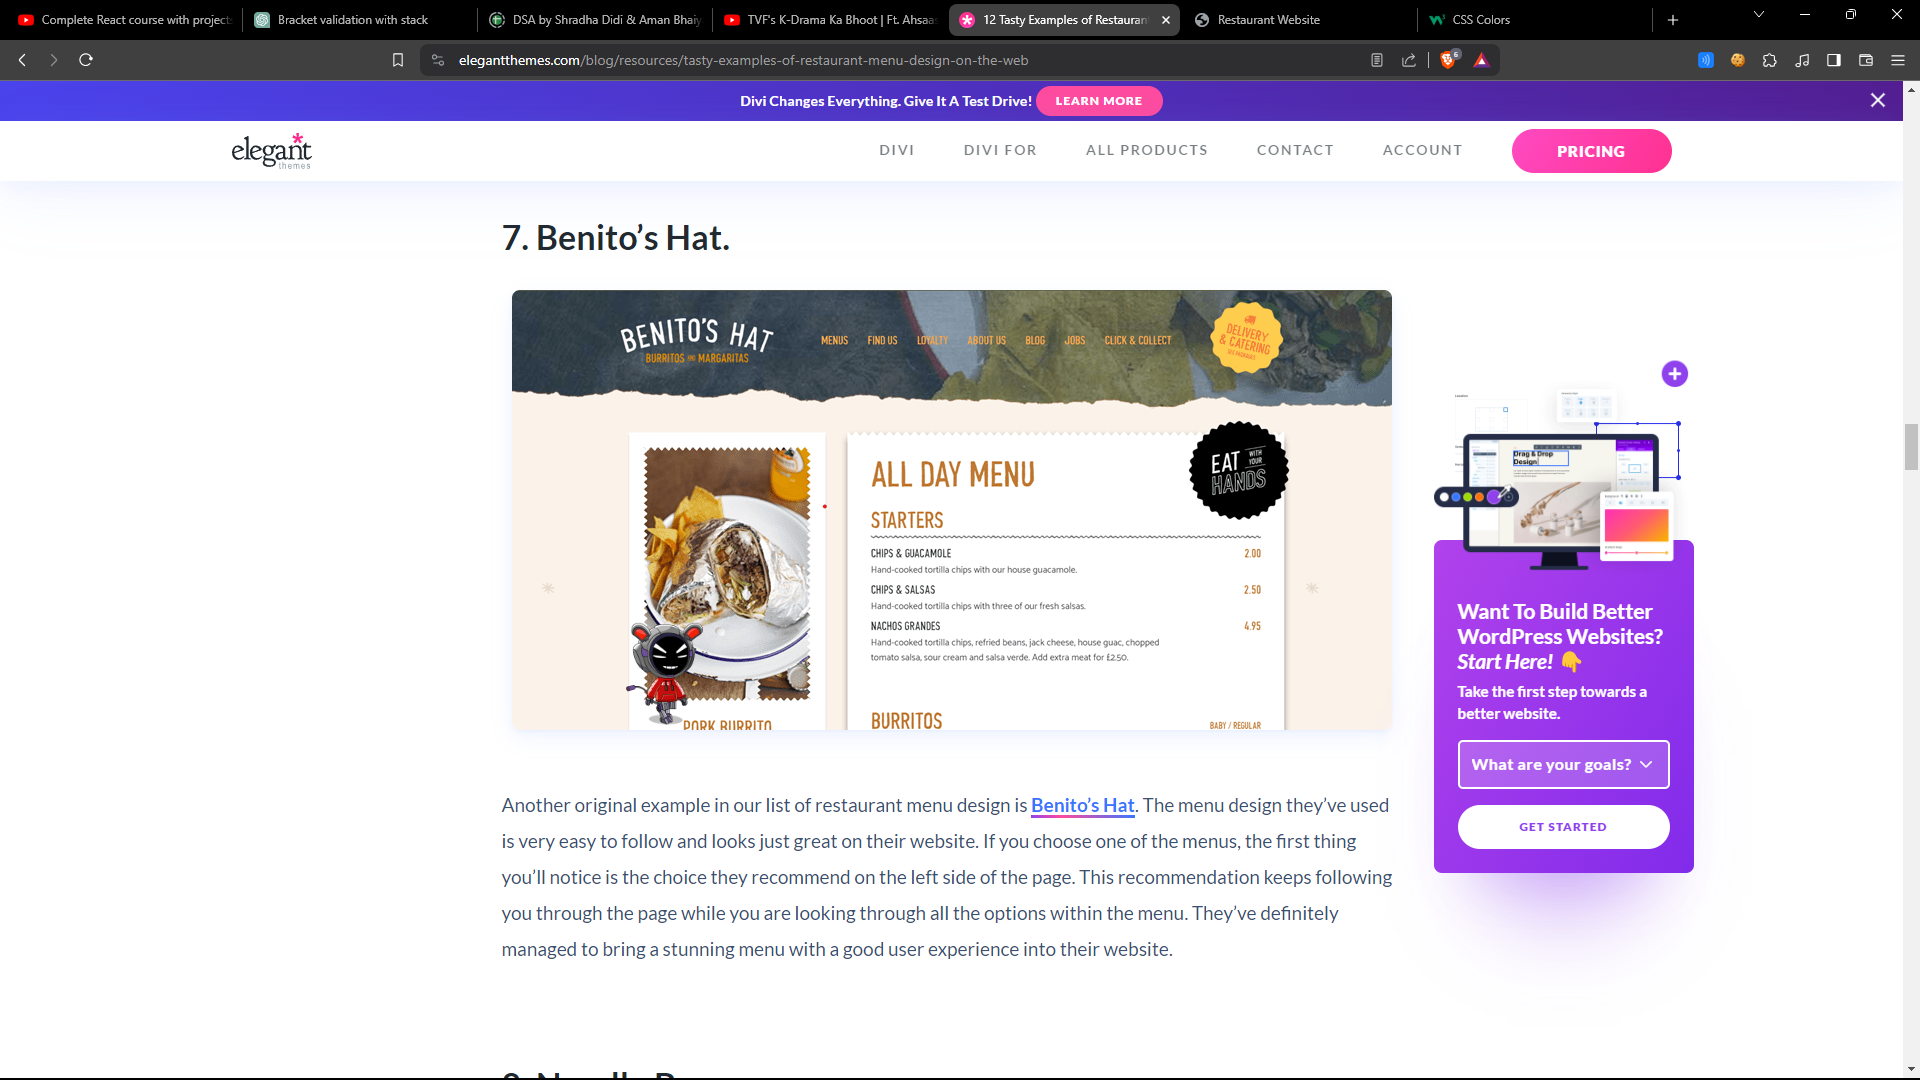 Complete React course with project
Bracket validation with stack
DSA by Shradha Didi & Aman Bhaiy
TVF's K-Drama Ka Bhoot | Ft. Ahsaa
12 Tasty Examples of Restauran
Restaurant Website
CSS Colors
elegantthemes.com/blog/resources/tasty-examples-of-restaurant-menu-design-on-the-web
6
Divi Changes Everything. Give It A Test Drive!
LEARN MORE
elegant
themes
DIVI
DIVI FOR
ALL PRODUCTS
CONTACT
ACCOUNT
PRICING
7. Benito’s Hat.
BENITO'S HAT
BURRITOS AND MARGARITAS
MENUS
FIND US
LOYALTY
ABOUT US
BLOG
JOBS
CLICK & COLLECT
DELIVERY
& CATERING
ALL DAY MENU
EAT WITH YOUR
HANDS
STARTERS
CHIPS & GUACAMOLE 2.00
Hand-cooked tortilla chips with our house guacamole.
CHIPS & SALSAS 2.50
Hand-cooked tortilla chips with three of our fresh salsas.
NACHOS GRANDES 4.95
Hand-cooked tortilla chips, refried beans, jack cheese, house guac, chopped
tomato salsa, sour cream and salsa verde. Add extra meat for £2.50.
PORK BURRITO
BURRITOS BABY / REGULAR
Drag & Drop
Design
Want To Build Better
WordPress Websites?
Start Here! 👇
Take the first step towards a
better website.
What are your goals?
GET STARTED
Another original example in our list of restaurant menu design is Benito’s Hat. The menu design they’ve used
is very easy to follow and looks just great on their website. If you choose one of the menus, the first thing
you’ll notice is the choice they recommend on the left side of the page. This recommendation keeps following
you through the page while you are looking through all the options within the menu. They’ve definitely
managed to bring a stunning menu with a good user experience into their website.